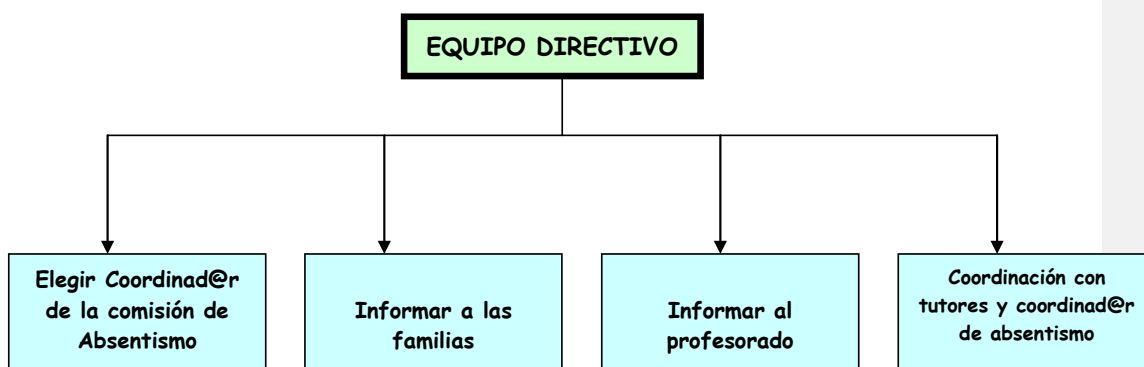 EQUIPO DIRECTIVO
Elegir Coordinad@r
de la comisión de
Absentismo
Informar a las
familias
Informar al
profesorado
Coordinación con
tutores y coordinad@r
de absentismo